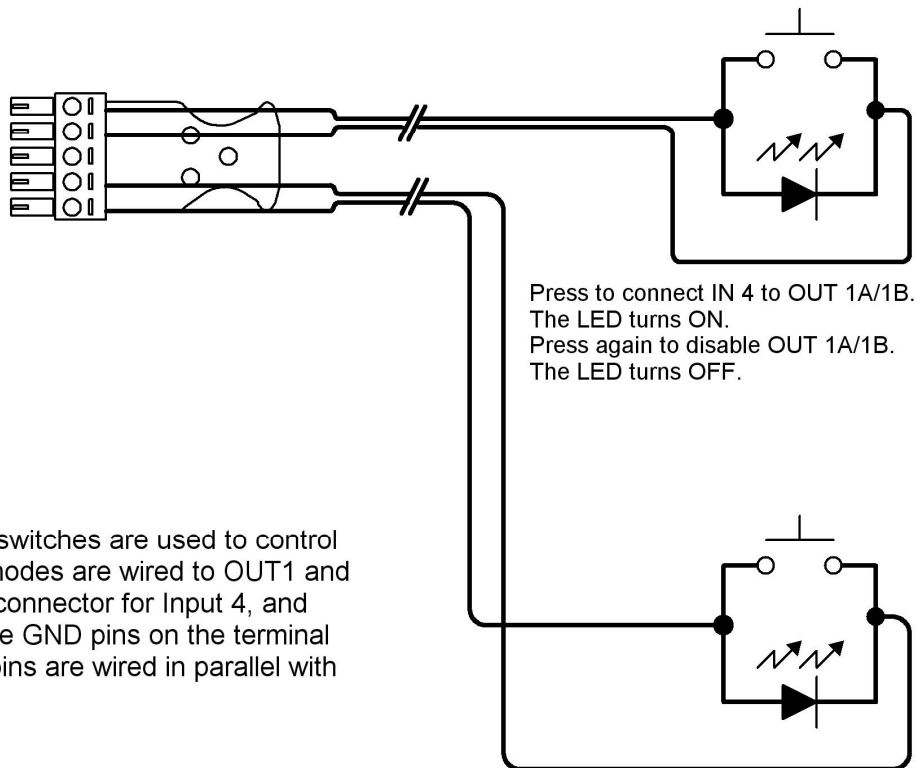 Press to connect IN 4 to OUT 1A/1B.
The LED turns ON.
Press again to disable OUT 1A/1B.
The LED turns OFF.
switches are used to control
nodes are wired to OUT1 and
connector for Input 4, and
e GND pins on the terminal
pins are wired in parallel with